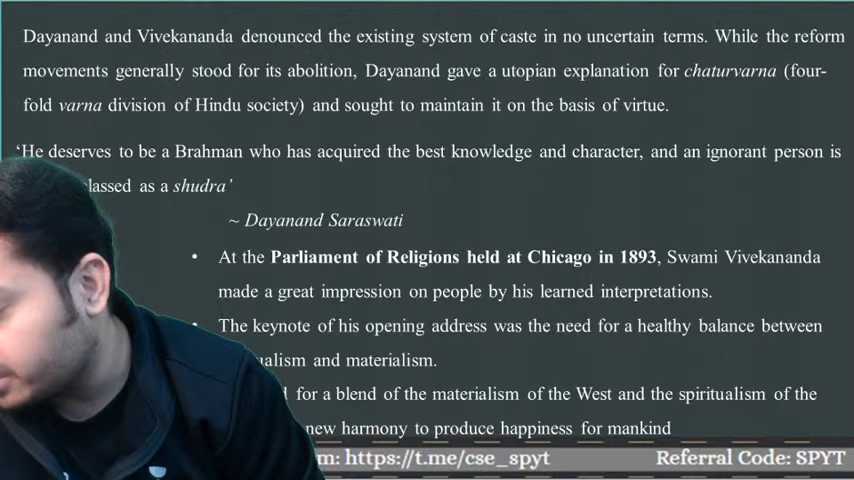 Dayanand and Vivekananda denounced the existing system of caste in no uncertain terms. While the reform
movements generally stood for its abolition, Dayanand gave a utopian explanation for chaturvarna (four-
fold varna division of Hindu society) and sought to maintain it on the basis of virtue.
‘He deserves to be a Brahman who has acquired the best knowledge and character, and an ignorant person is
lassed as a shudra’
~ Dayanand Saraswati
• At the Parliament of Religions held at Chicago in 1893, Swami Vivekananda
made a great impression on people by his learned interpretations.
• The keynote of his opening address was the need for a healthy balance between
ualism and materialism.
for a blend of the materialism of the West and the spiritualism of the
new harmony to produce happiness for mankind
m: https://t.me/cse_spyt Referral Code: SPYT